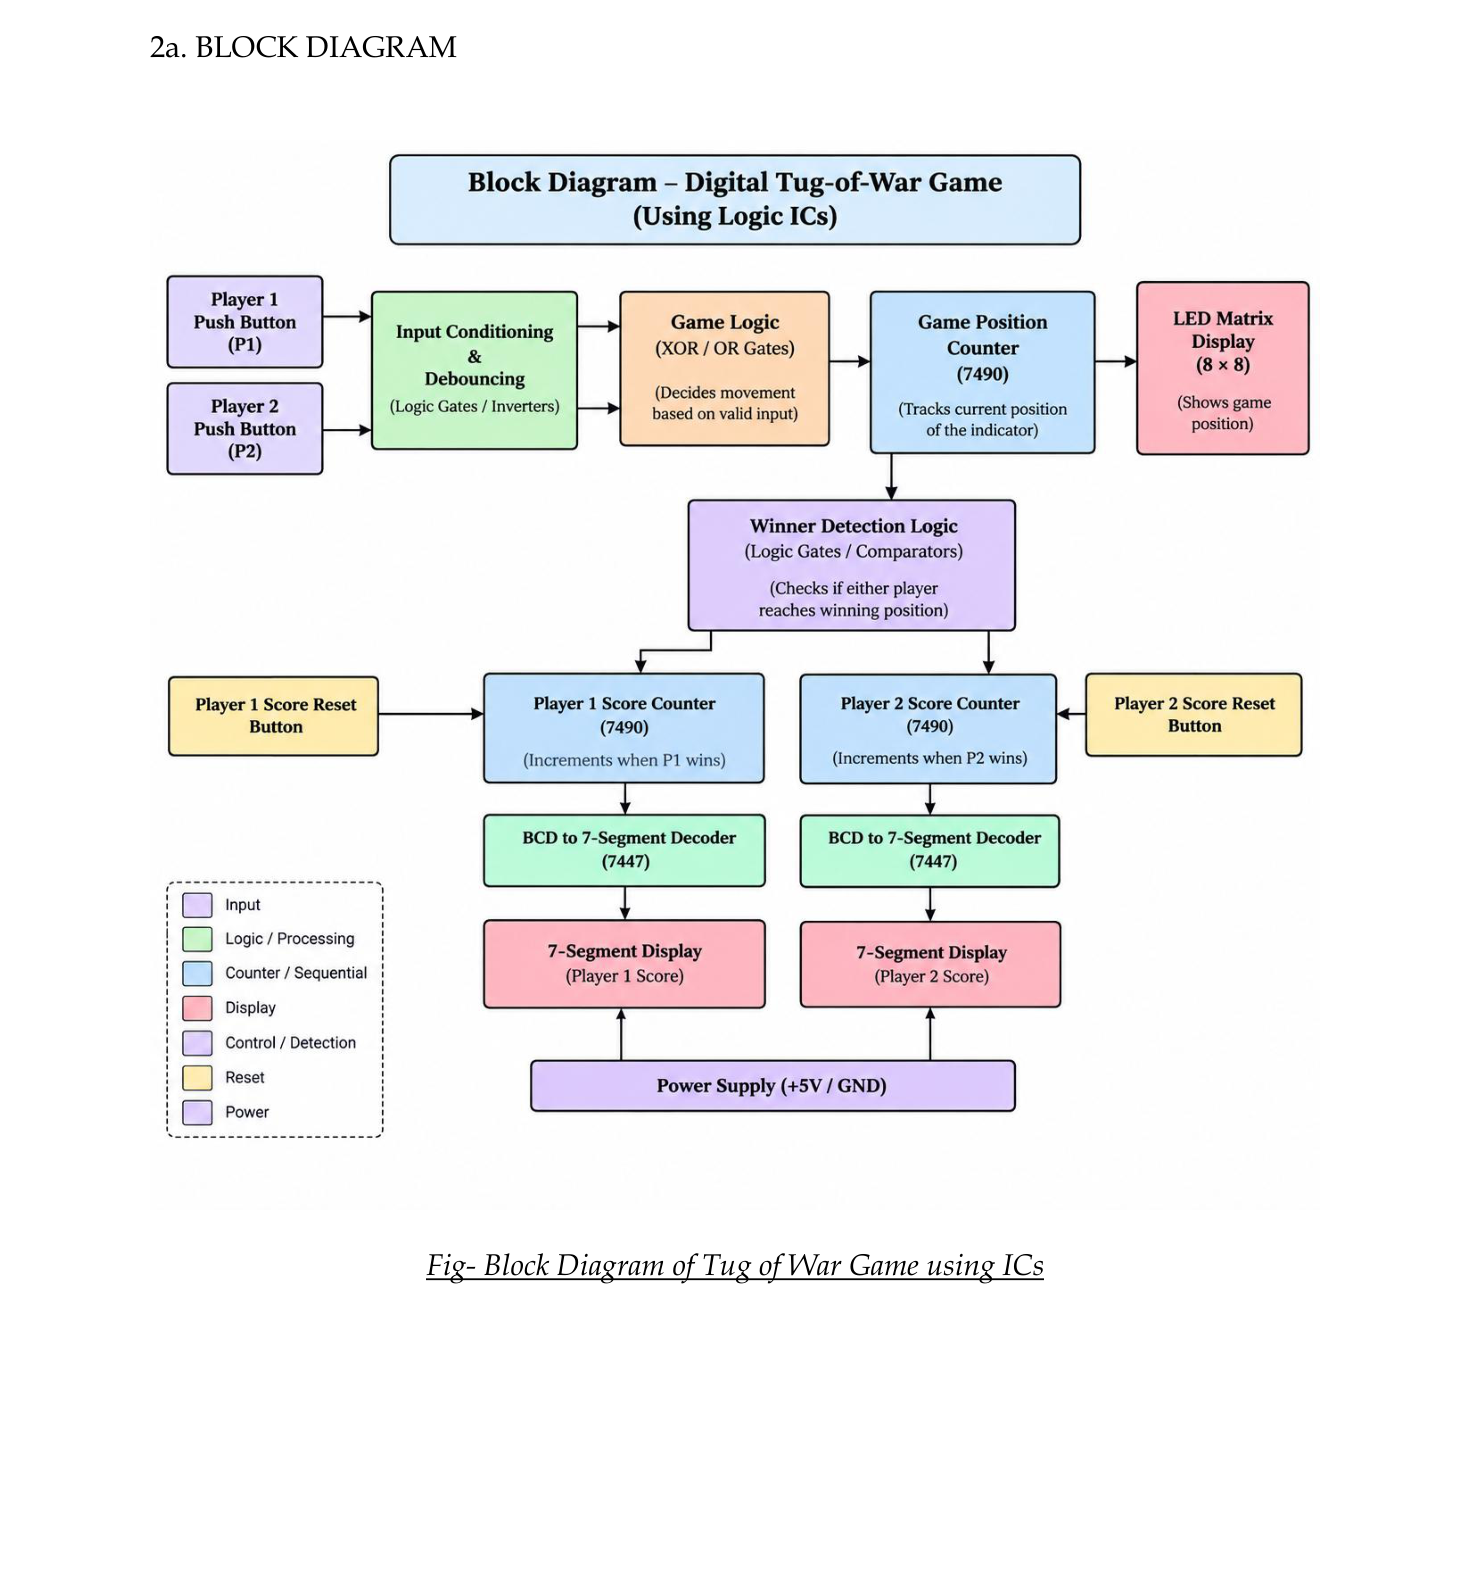 2a. BLOCK DIAGRAM
Block Diagram – Digital Tug-of-War Game
(Using Logic ICs)
Player 1
Push Button
(P1)
Player 2
Push Button
(P2)
Input Conditioning
&
Debouncing
(Logic Gates / Inverters)
Game Logic
(XOR / OR Gates)
(Decides movement
based on valid input)
Game Position
Counter
(7490)
(Tracks current position
of the indicator)
LED Matrix
Display
(8 × 8)
(Shows game
position)
Winner Detection Logic
(Logic Gates / Comparators)
(Checks if either player
reaches winning position)
Player 1 Score Reset
Button
Player 1 Score Counter
(7490)
(Increments when P1 wins)
Player 2 Score Counter
(7490)
(Increments when P2 wins)
Player 2 Score Reset
Button
BCD to 7-Segment Decoder
(7447)
BCD to 7-Segment Decoder
(7447)
7-Segment Display
(Player 1 Score)
7-Segment Display
(Player 2 Score)
Power Supply (+5V / GND)
Input
Logic / Processing
Counter / Sequential
Display
Control / Detection
Reset
Power
Fig- Block Diagram of Tug of War Game using ICs